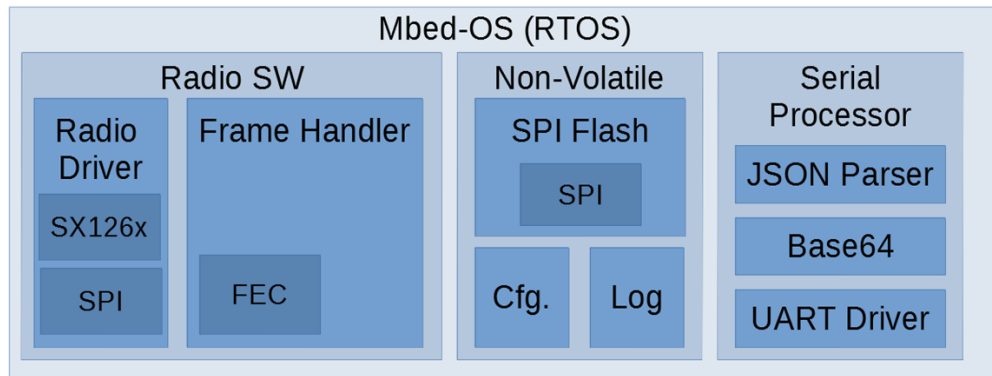 Mbed-OS (RTOS)
Radio SW
Radio
Driver
SX126x
SPI
Frame Handler
FEC
Non-Volatile
SPI Flash
SPI
Cfg.
Log
Serial
Processor
JSON Parser
Base64
UART Driver